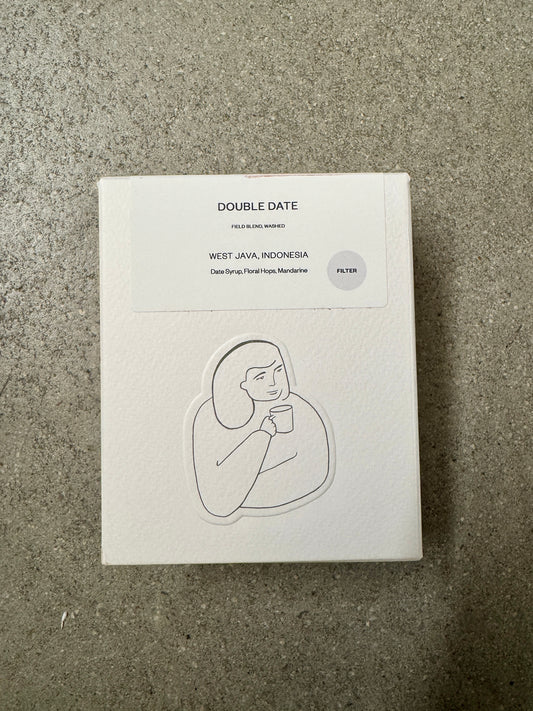 DOUBLE DATE
FIELD BLEND, WASHED
WEST JAVA, INDONESIA
Date Syrup, Floral Hops, Mandarine
FILTER